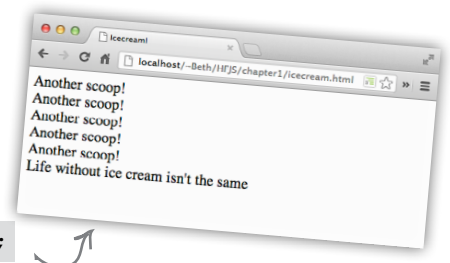 Icecream!
localhost/~Beth/HFJS/chapter1/icecream.html
Another scoop!
Another scoop!
Another scoop!
Another scoop!
Another scoop!
Life without ice cream isn't the same